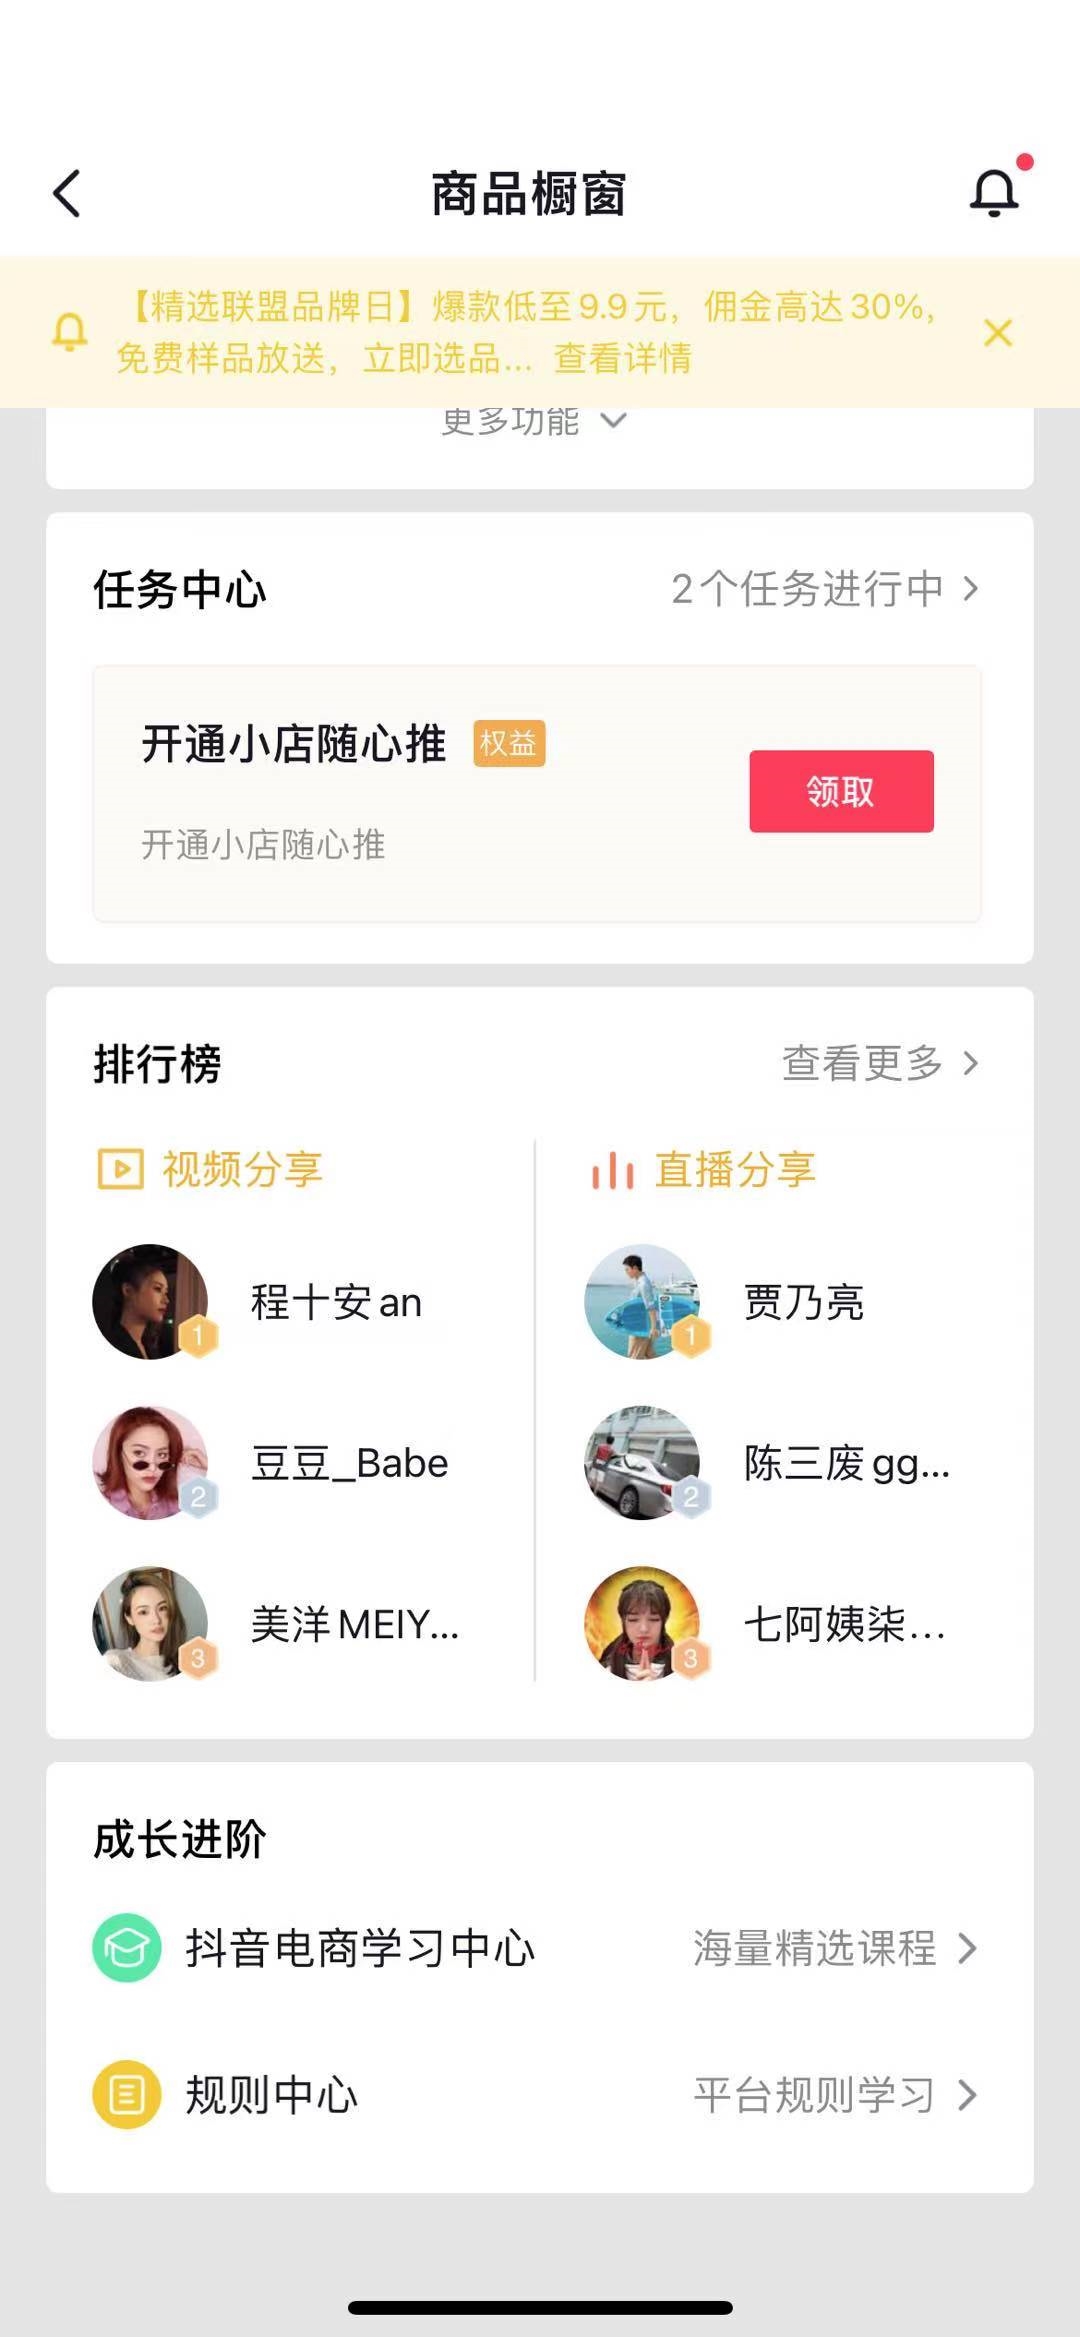 商品橱窗
【精选联盟品牌日】爆款低至9.9元，佣金高达30%，
免费样品放送，立即选品... 查看详情
更多功能
任务中心
2个任务进行中
开通小店随心推
权益
领取
开通小店随心推
排行榜
查看更多
视频分享
直播分享
程十安an
1
贾乃亮
1
豆豆_Babe
2
陈三废gg...
2
美洋MEIY...
3
七阿姨柒...
3
成长进阶
抖音电商学习中心
海量精选课程
规则中心
平台规则学习